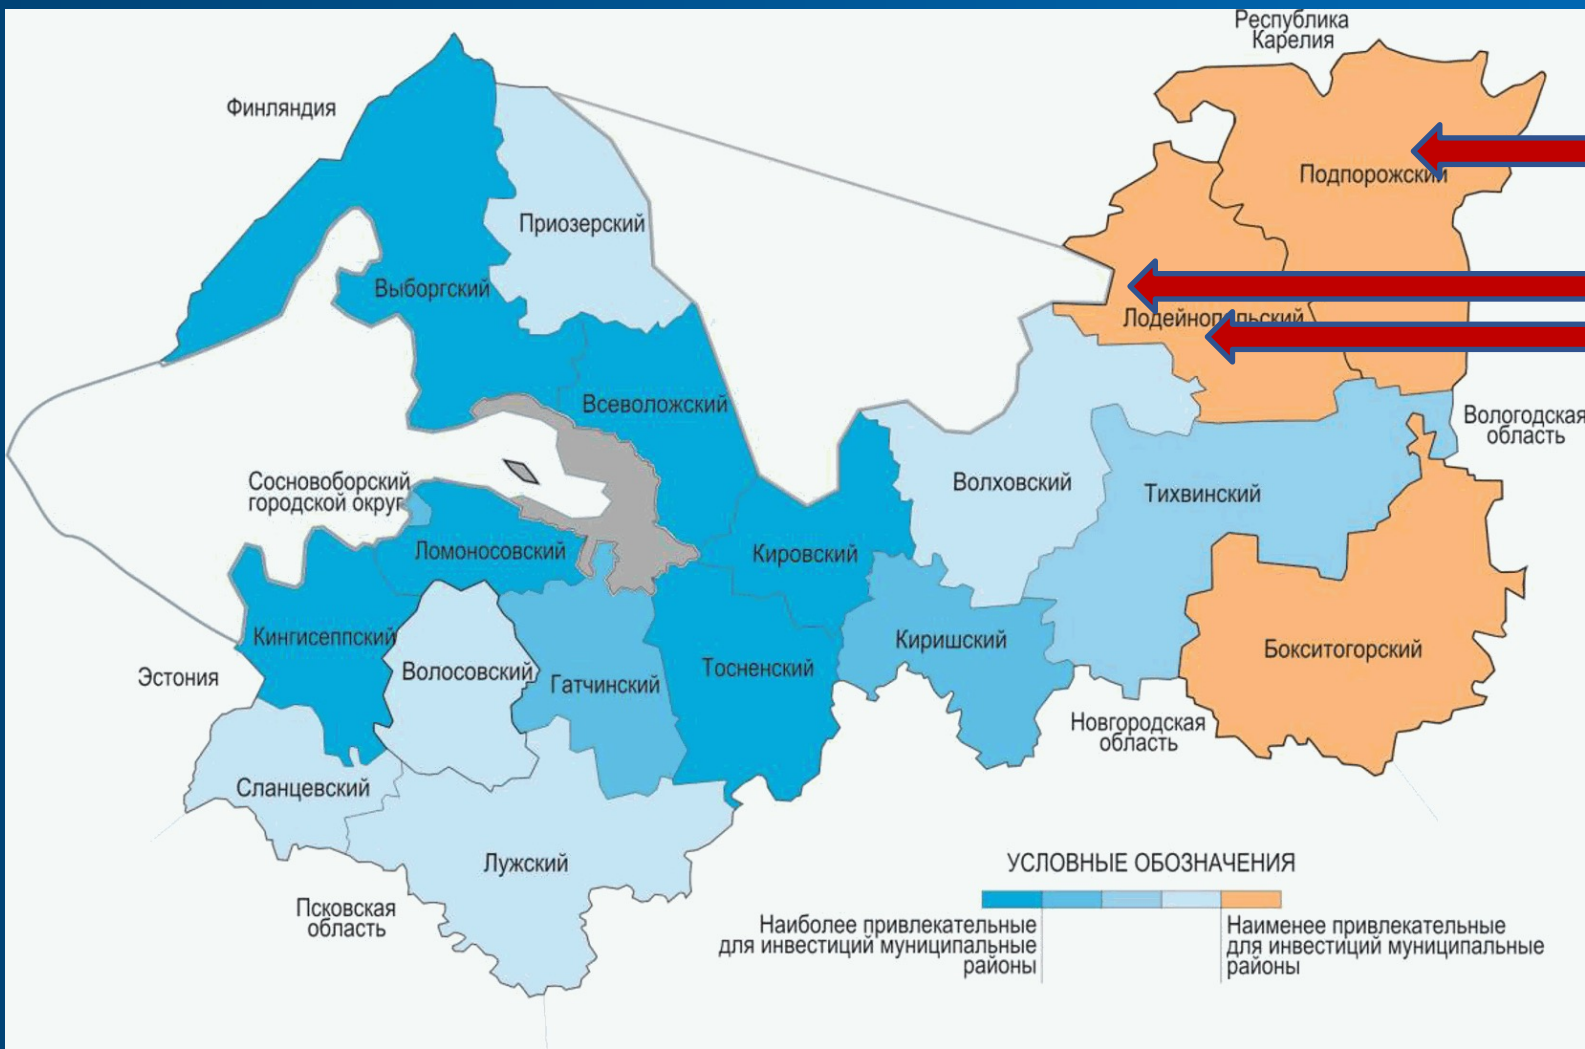 Республика
Карелия
Финляндия
Подпорожский
Приозерский
Выборгский
Лодейнопольский
Всеволожский
Вологодская
область
Сосновоборский
городской округ
Волховский
Тихвинский
Ломоносовский
Кировский
Кингисеппский
Волосовский
Гатчинский
Тосненский
Киришский
Бокситогорский
Эстония
Новгородская
область
Сланцевский
Лужский
Псковская
область
УСЛОВНЫЕ ОБОЗНАЧЕНИЯ
Наиболее привлекательные
для инвестиций муниципальные
районы
Наименее привлекательные
для инвестиций муниципальные
районы